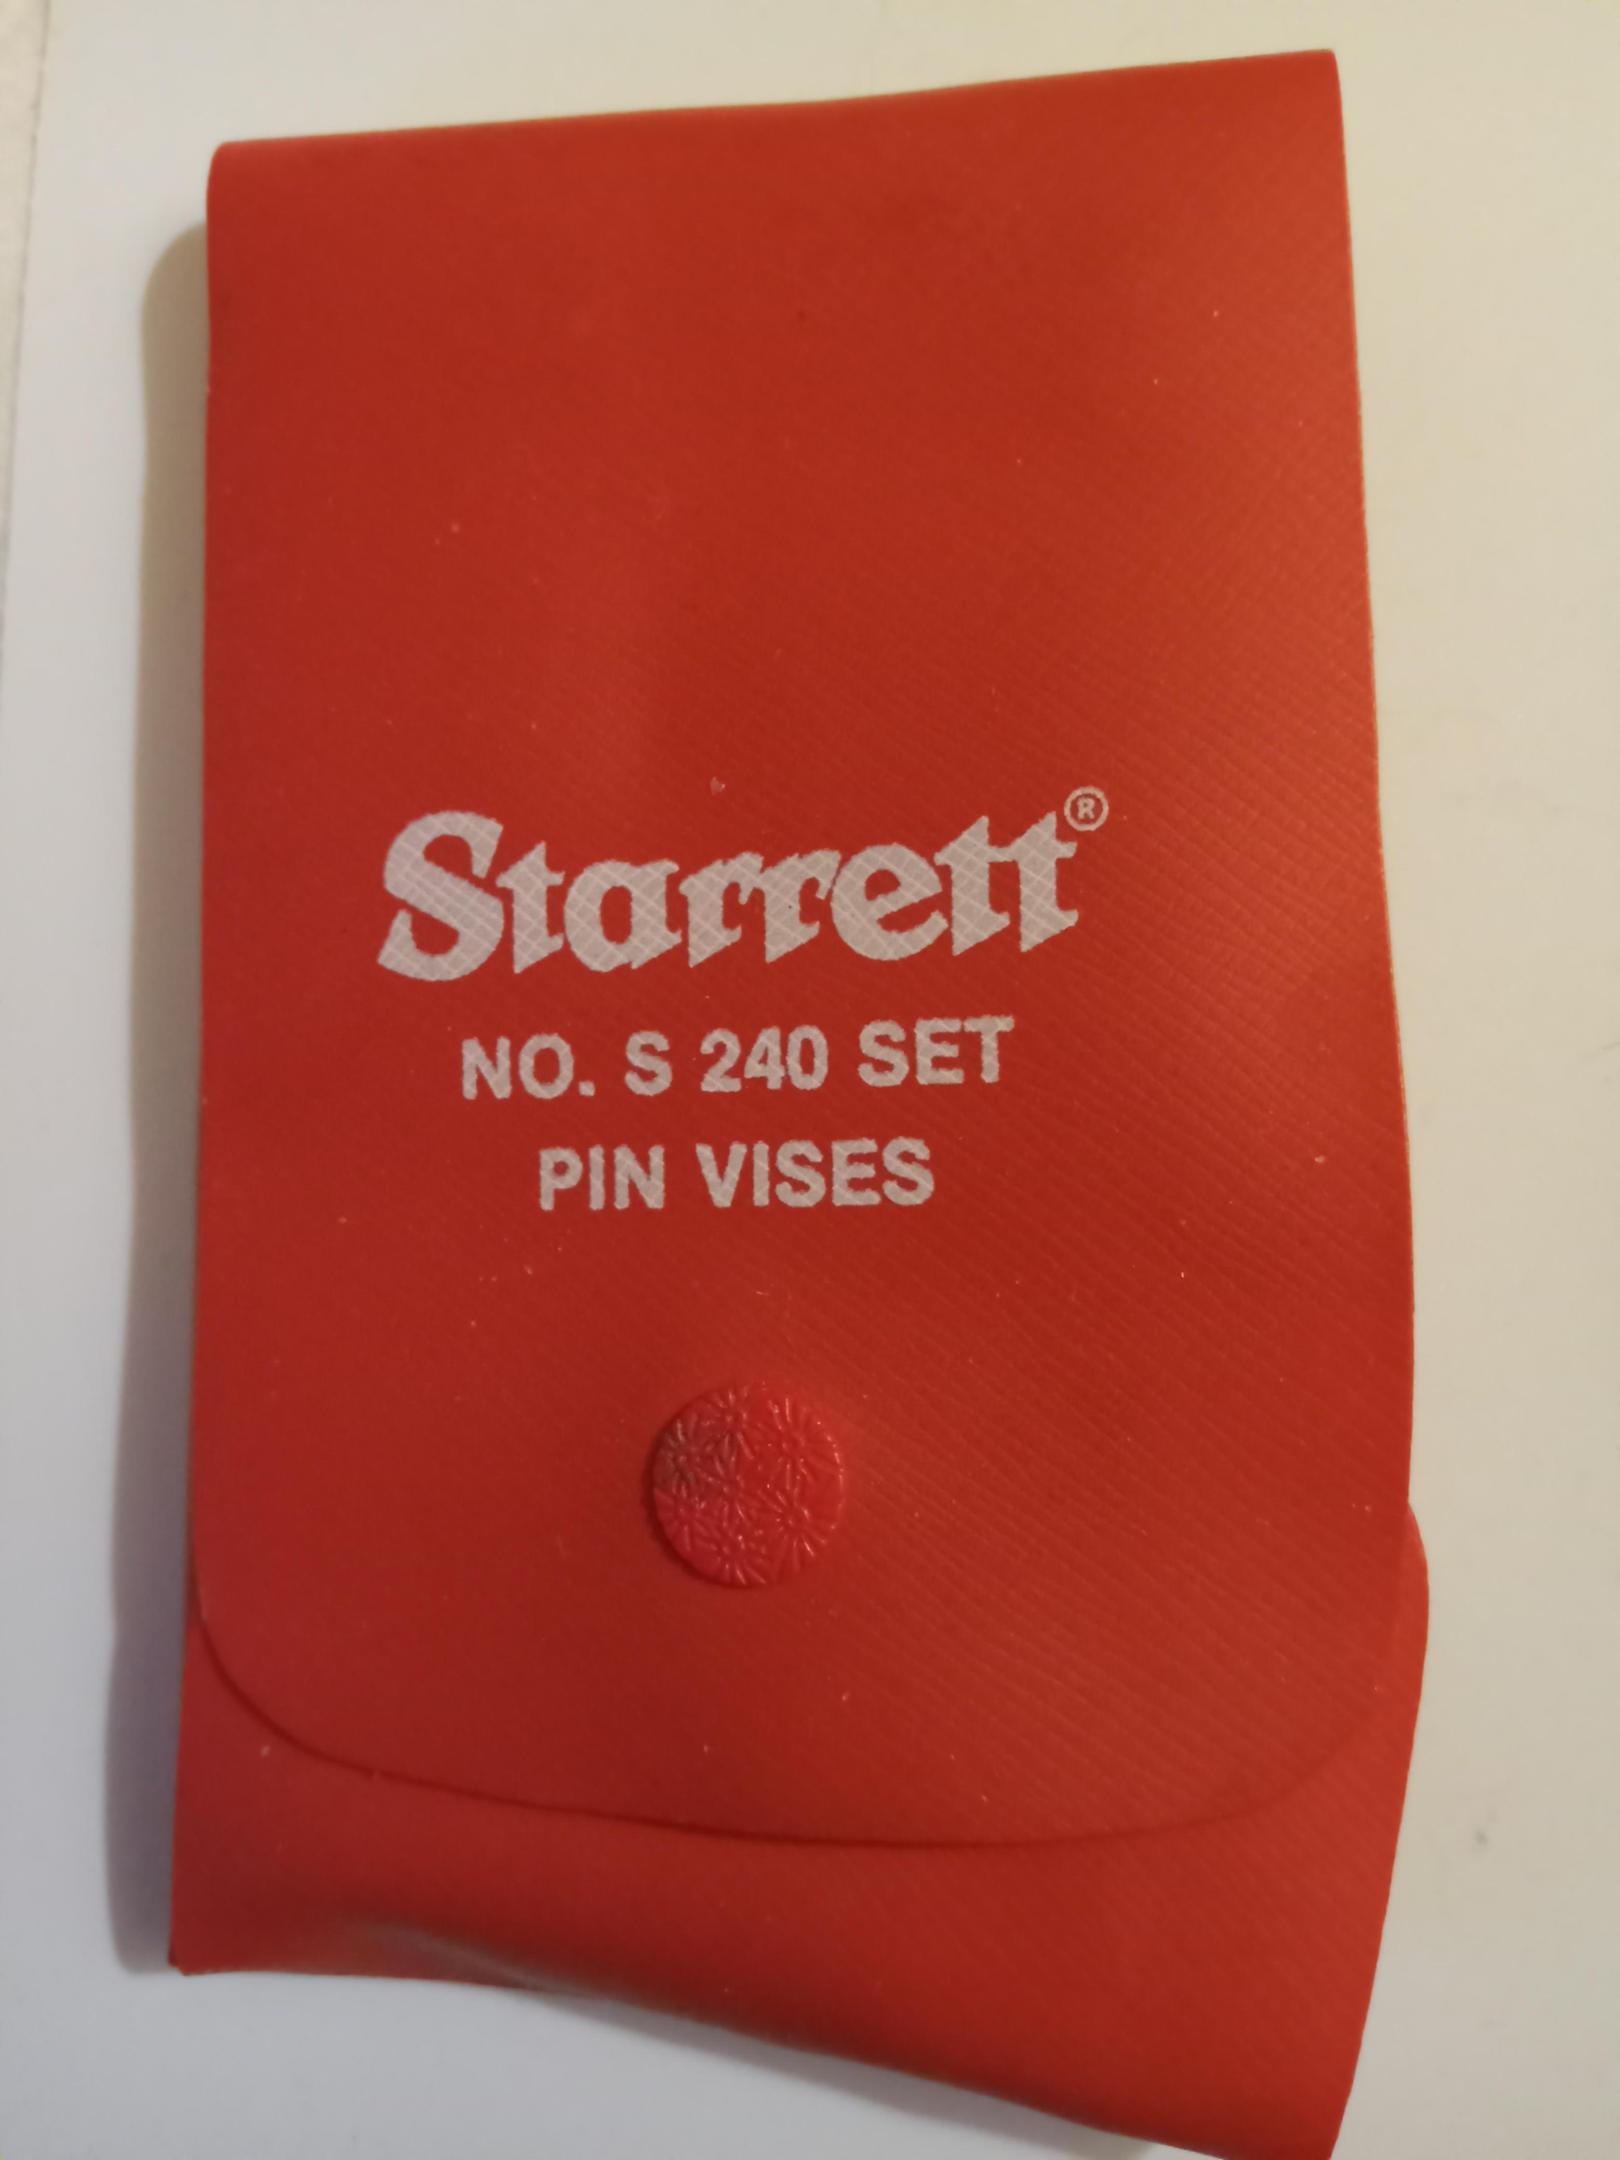 Starrett®
NO. S 240 SET
PIN VISES